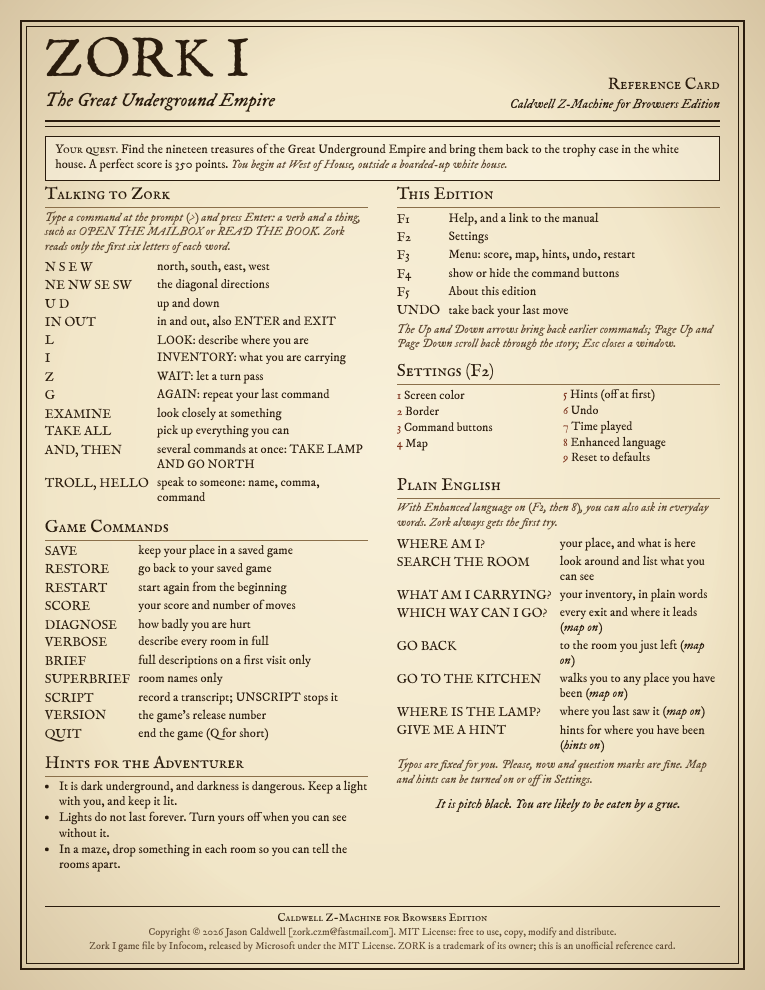 ZORK I
The Great Underground Empire
Reference Card
Caldwell Z-Machine for Browsers Edition
Your quest. Find the nineteen treasures of the Great Underground Empire and bring them back to the trophy case in the white
house. A perfect score is 350 points. You begin at West of House, outside a boarded-up white house.
Talking to Zork
Type a command at the prompt (>) and press Enter: a verb and a thing,
such as OPEN THE MAILBOX or READ THE BOOK. Zork
reads only the first six letters of each word.
N S E W north, south, east, west
NE NW SE SW the diagonal directions
U D up and down
IN OUT in and out, also ENTER and EXIT
L LOOK: describe where you are
I INVENTORY: what you are carrying
Z WAIT: let a turn pass
G AGAIN: repeat your last command
EXAMINE look closely at something
TAKE ALL pick up everything you can
AND, THEN several commands at once: TAKE LAMP
AND GO NORTH
TROLL, HELLO speak to someone: name, comma,
command
Game Commands
SAVE keep your place in a saved game
RESTORE go back to your saved game
RESTART start again from the beginning
SCORE your score and number of moves
DIAGNOSE how badly you are hurt
VERBOSE describe every room in full
BRIEF full descriptions on a first visit only
SUPERBRIEF room names only
SCRIPT record a transcript; UNSCRIPT stops it
VERSION the game's release number
QUIT end the game (Q for short)
Hints for the Adventurer
• It is dark underground, and darkness is dangerous. Keep a light
with you, and keep it lit.
• Lights do not last forever. Turn yours off when you can see
without it.
• In a maze, drop something in each room so you can tell the
rooms apart.
This Edition
F1 Help, and a link to the manual
F2 Settings
F3 Menu: score, map, hints, undo, restart
F4 show or hide the command buttons
F5 About this edition
UNDO take back your last move
The Up and Down arrows bring back earlier commands; Page Up and
Page Down scroll back through the story; Esc closes a window.
Settings (F2)
1 Screen color
2 Border
3 Command buttons
4 Map
5 Hints (off at first)
6 Undo
7 Time played
8 Enhanced language
9 Reset to defaults
Plain English
With Enhanced language on (F2, then 8), you can also ask in everyday
words. Zork always gets the first try.
WHERE AM I? your place, and what is here
SEARCH THE ROOM look around and list what you
can see
WHAT AM I CARRYING? your inventory, in plain words
WHICH WAY CAN I GO? every exit and where it leads
(map on)
GO BACK to the room you just left (map
on)
GO TO THE KITCHEN walks you to any place you have
been (map on)
WHERE IS THE LAMP? where you last saw it (map on)
GIVE ME A HINT hints for where you have been
(hints on)
Typos are fixed for you. Please, now and question marks are fine. Map
and hints can be turned on or off in Settings.
It is pitch black. You are likely to be eaten by a grue.
Caldwell Z-Machine for Browsers Edition
Copyright © 2026 Jason Caldwell [zork.czm@fastmail.com]. MIT License: free to use, copy, modify and distribute.
Zork I game file by Infocom, released by Microsoft under the MIT License. ZORK is a trademark of its owner; this is an unofficial reference card.